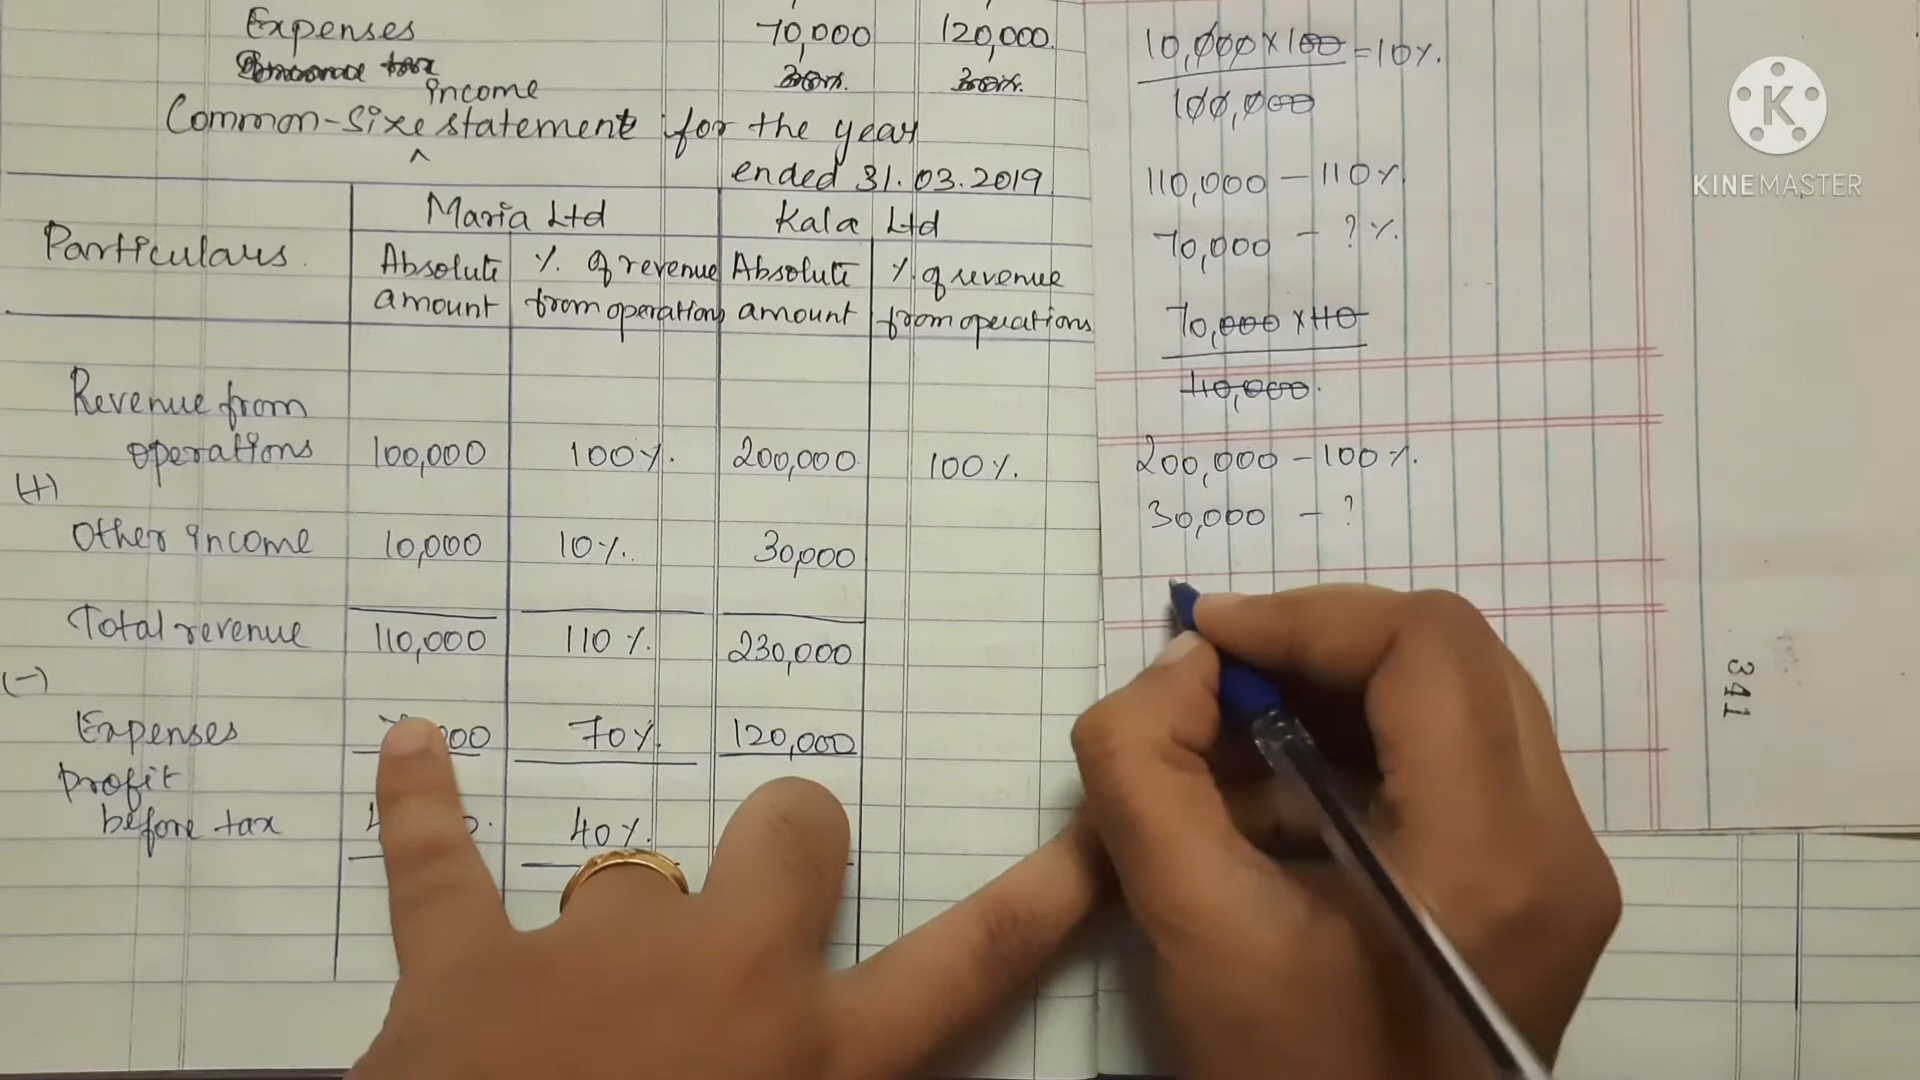 Expenses 70,000 120,000
income
Common-size statement for the year
^
ended 31.03.2019
Particulars Maria Ltd Kala Ltd
Absolute amount % of revenue from operations Absolute amount % of revenue from operations
Revenue from
operations 100,000 100%. 200,000 100%.
(+)
Other income 10,000 10%. 30,000
Total revenue 110,000 110%. 230,000
(-)
Expenses 000 70% 120,000
Profit
before tax 40%.
10,000 x 100 = 10%.
100,000
110,000 - 110%
70,000 - ? %.
70,000 x 110
110,000.
200,000 - 100%.
30,000 - ?
341
K
KINEMASTER